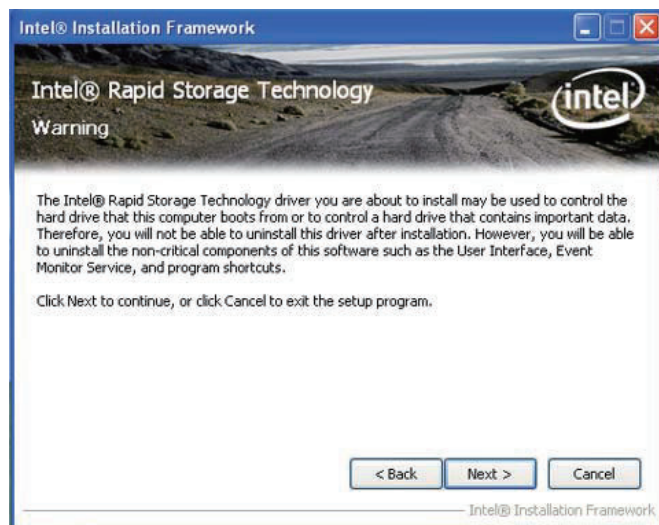 Intel® Installation Framework
Intel® Rapid Storage Technology
Warning
intel
The Intel® Rapid Storage Technology driver you are about to install may be used to control the
hard drive that this computer boots from or to control a hard drive that contains important data.
Therefore, you will not be able to uninstall this driver after installation. However, you will be able
to uninstall the non-critical components of this software such as the User Interface, Event
Monitor Service, and program shortcuts.
Click Next to continue, or click Cancel to exit the setup program.
< Back
Next >
Cancel
Intel® Installation Framework